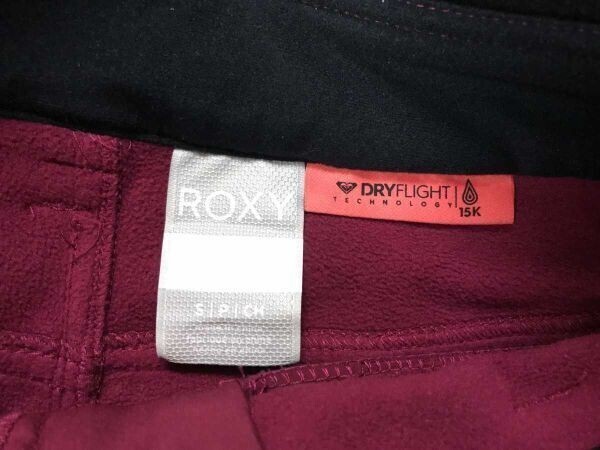 ROXY
S | P | CH
DRYFLIGHT
TECHNOLOGY
15K